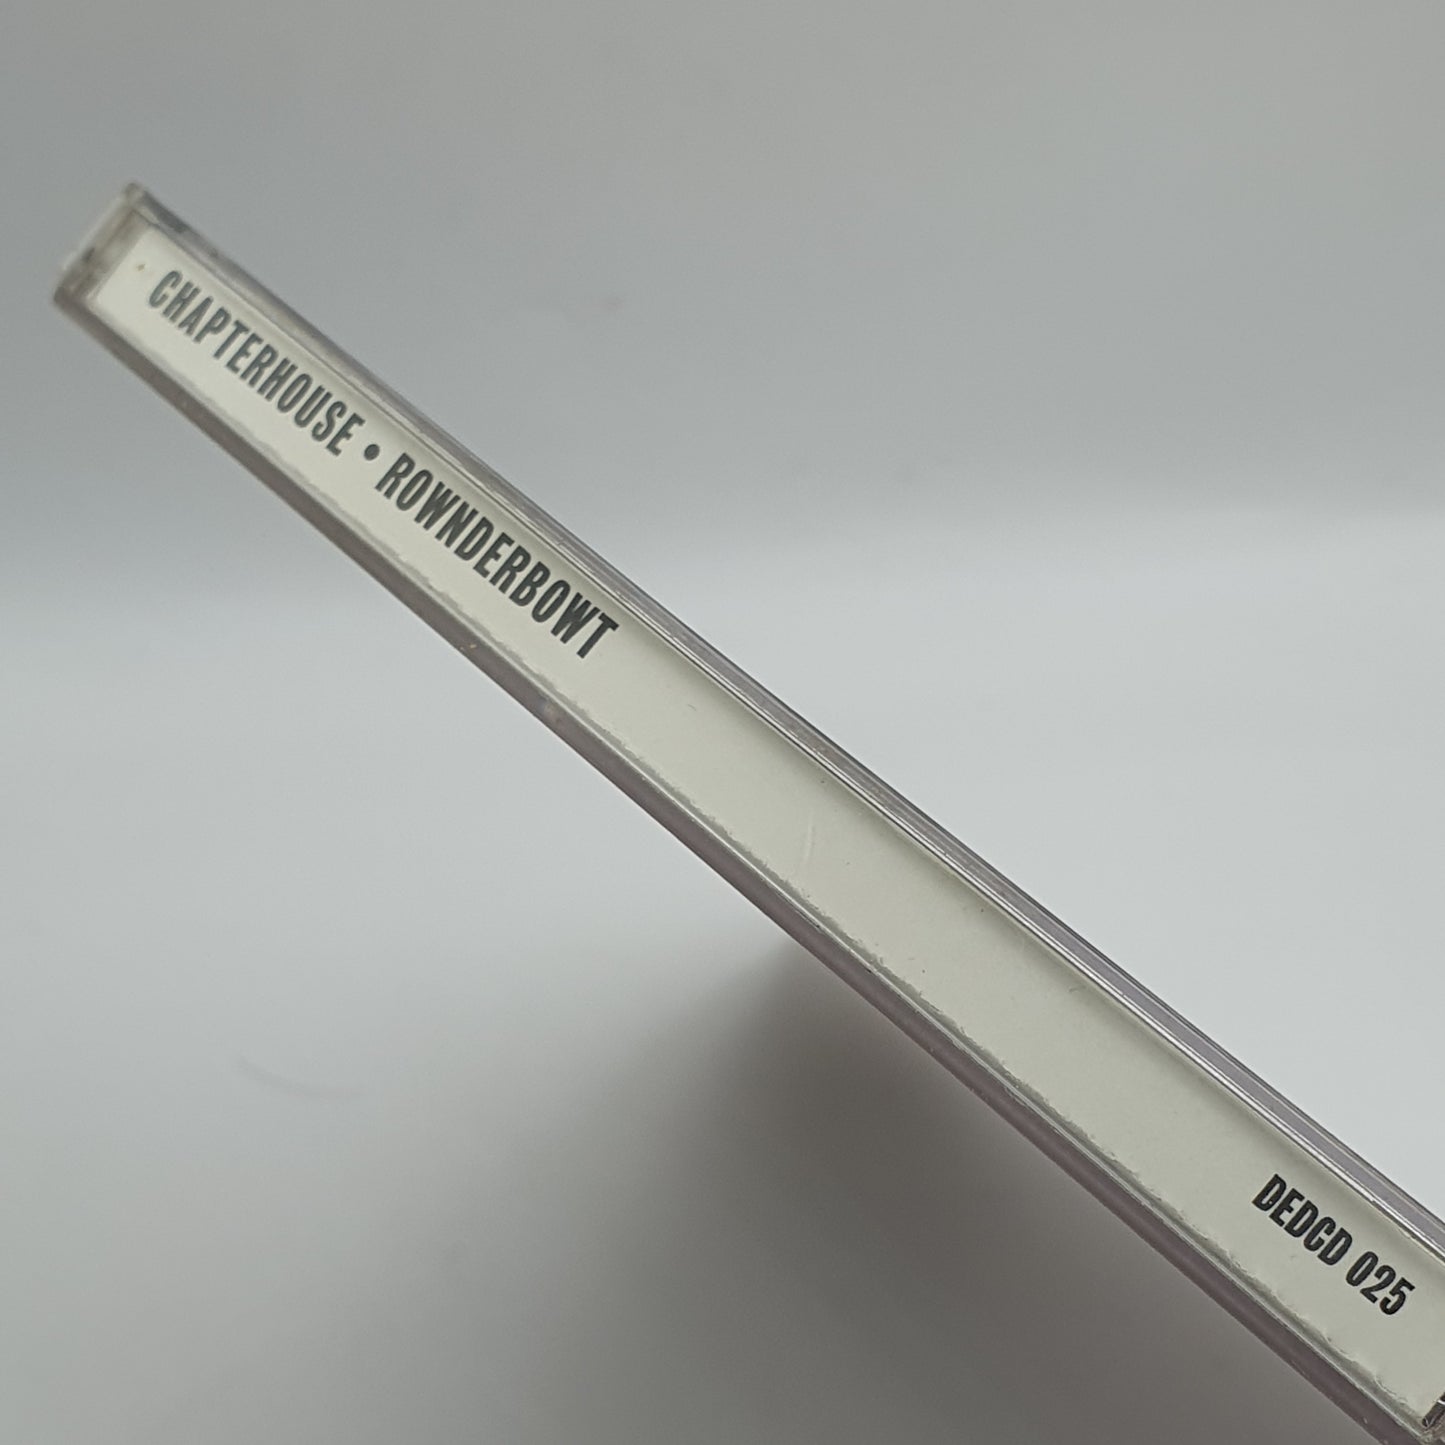 CHAPTERHOUSE • ROWNDERBOWT
DEDCD 025